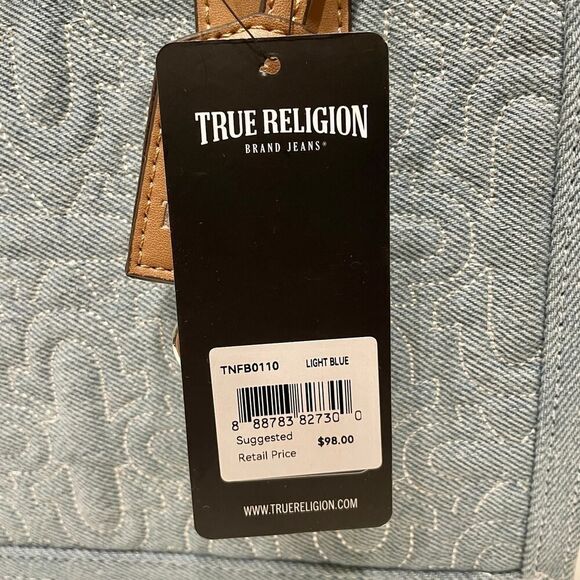 TRUE RELIGION
BRAND JEANS®
TNFB0110 LIGHT BLUE
8 88783 82730 0
Suggested
Retail Price $98.00
WWW.TRUERELIGION.COM